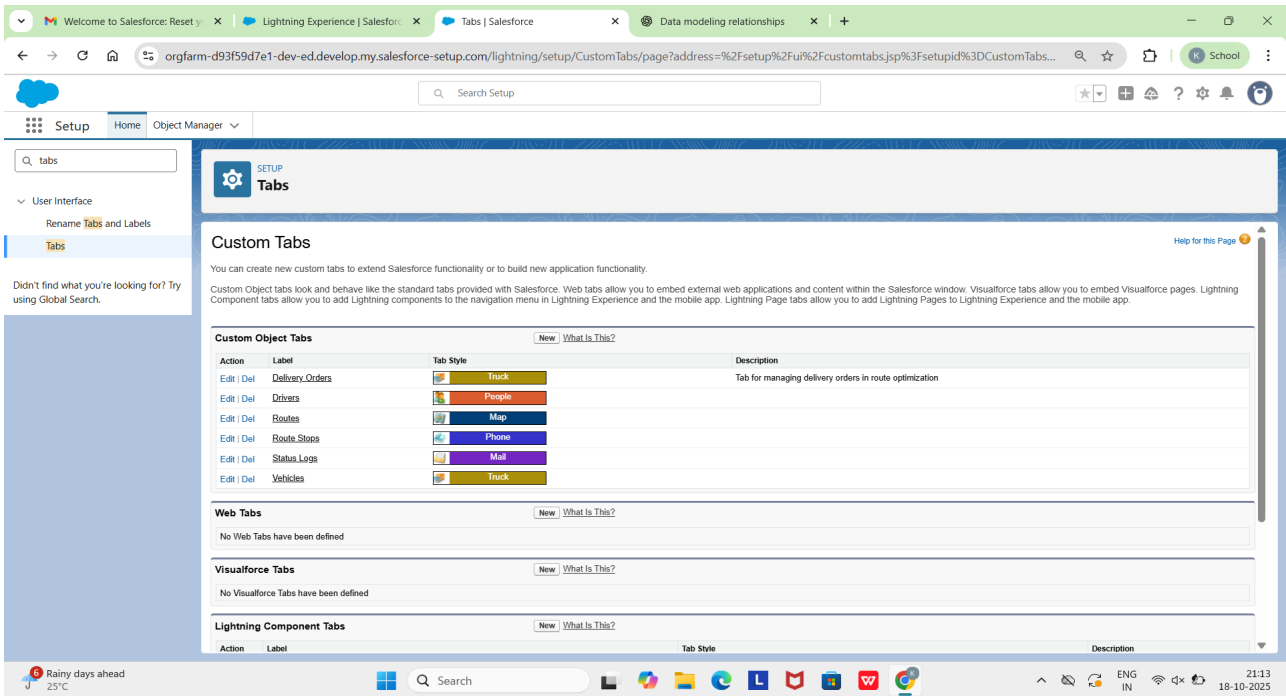 Welcome to Salesforce: Reset y
Lightning Experience | Salesforc
Tabs | Salesforce
Data modeling relationships
orgfarm-d93f59d7e1-dev-ed.develop.my.salesforce-setup.com/lightning/setup/CustomTabs/page?address=%2Fsetup%2Fui%2Fcustomtabs.jsp%3Fsetupid%3DCustomTabs...
K School
Search Setup
Setup Home Object Manager
tabs
User Interface
Rename Tabs and Labels
Tabs
Didn't find what you're looking for? Try
using Global Search.
SETUP
Tabs
Custom Tabs
Help for this Page
You can create new custom tabs to extend Salesforce functionality or to build new application functionality.
Custom Object tabs look and behave like the standard tabs provided with Salesforce. Web tabs allow you to embed external web applications and content within the Salesforce window. Visualforce tabs allow you to embed Visualforce pages. Lightning
Component tabs allow you to add Lightning components to the navigation menu in Lightning Experience and the mobile app. Lightning Page tabs allow you to add Lightning Pages to Lightning Experience and the mobile app.
Custom Object Tabs New What Is This?
Action Label Tab Style Description
Edit | Del Delivery Orders Truck Tab for managing delivery orders in route optimization
Edit | Del Drivers People
Edit | Del Routes Map
Edit | Del Route Stops Phone
Edit | Del Status Logs Mail
Edit | Del Vehicles Truck
Web Tabs New What Is This?
No Web Tabs have been defined
Visualforce Tabs New What Is This?
No Visualforce Tabs have been defined
Lightning Component Tabs New What Is This?
Action Label Tab Style Description
6 Rainy days ahead
25°C
Search
L
ENG
IN
21:13
18-10-2025